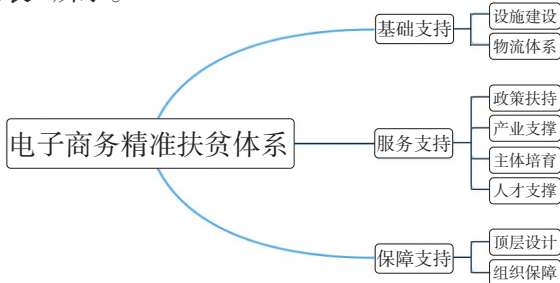 基础支持
设施建设
物流体系
电子商务精准扶贫体系
服务支持
政策扶持
产业支撑
主体培育
人才支撑
保障支持
顶层设计
组织保障